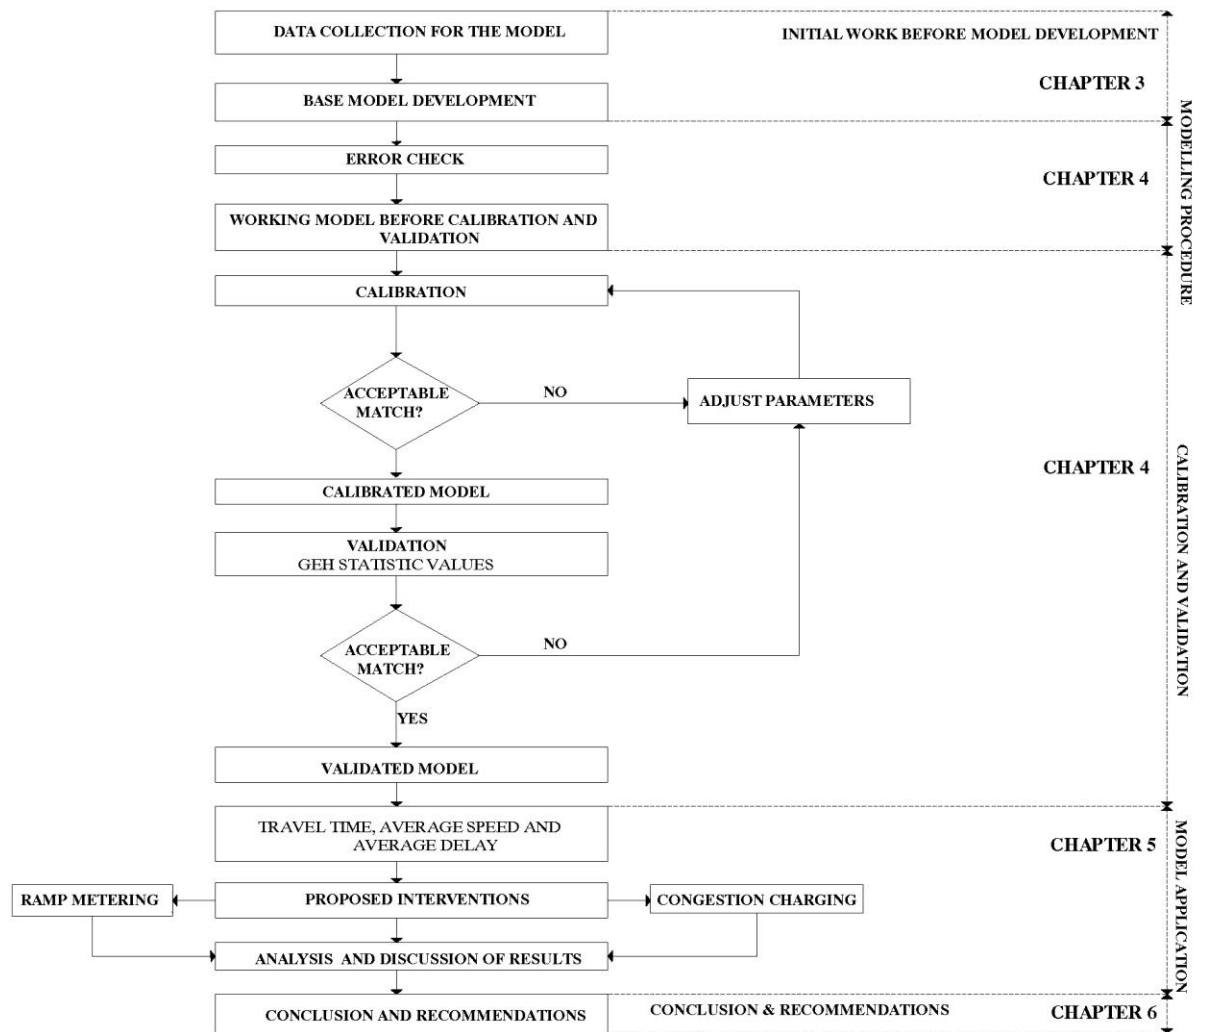 DATA COLLECTION FOR THE MODEL
INITIAL WORK BEFORE MODEL DEVELOPMENT
CHAPTER 3
BASE MODEL DEVELOPMENT
MODELLING PROCEDURE
ERROR CHECK
CHAPTER 4
WORKING MODEL BEFORE CALIBRATION AND
VALIDATION
CALIBRATION
ACCEPTABLE
MATCH?
NO
ADJUST PARAMETERS
CHAPTER 4
CALIBRATION AND VALIDATION
CALIBRATED MODEL
VALIDATION
GEH STATISTIC VALUES
ACCEPTABLE
MATCH?
NO
YES
VALIDATED MODEL
TRAVEL TIME, AVERAGE SPEED AND
AVERAGE DELAY
CHAPTER 5
MODEL APPLICATION
RAMP METERING
PROPOSED INTERVENTIONS
CONGESTION CHARGING
ANALYSIS AND DISCUSSION OF RESULTS
CONCLUSION AND RECOMMENDATIONS
CONCLUSION & RECOMMENDATIONS
CHAPTER 6